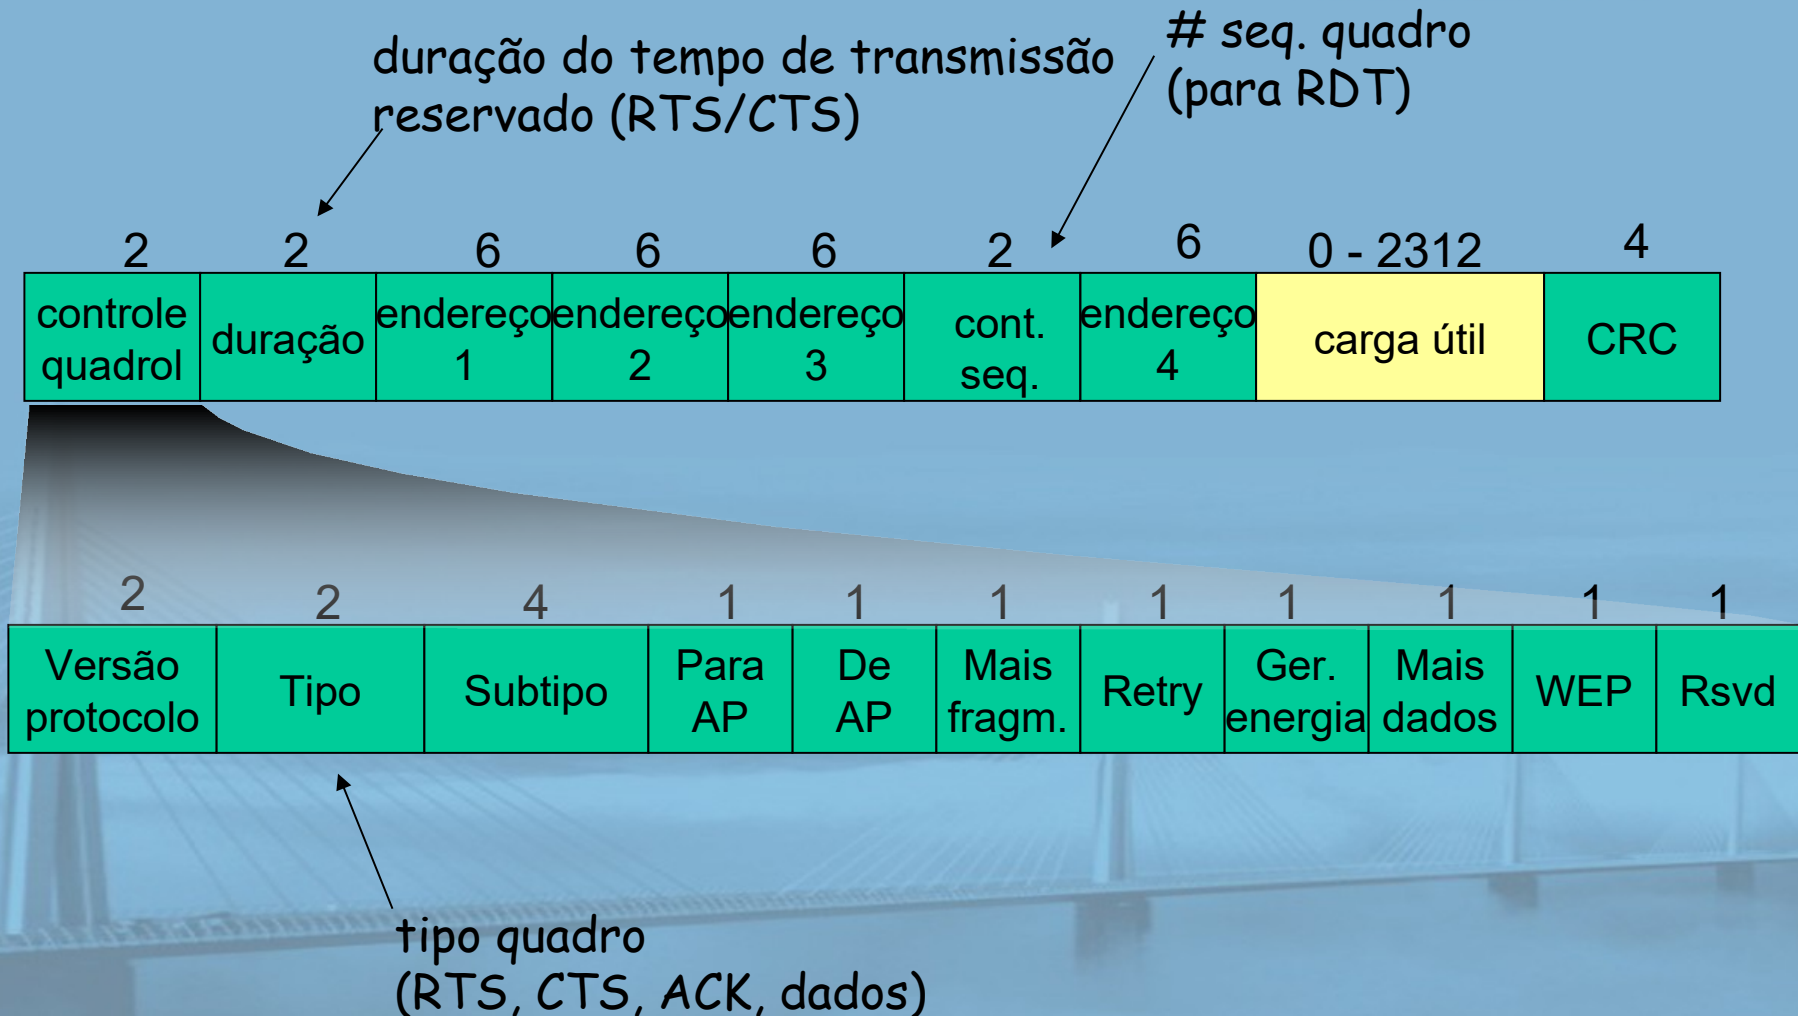 duração do tempo de transmissão
reservado (RTS/CTS)
# seq. quadro
(para RDT)
2 2 6 6 6 2 6 0 - 2312 4
controle
quadrol
duração
endereço
1
endereço
2
endereço
3
cont.
seq.
endereço
4
carga útil
CRC
2 2 4 1 1 1 1 1 1 1 1
Versão
protocolo
Tipo
Subtipo
Para
AP
De
AP
Mais
fragm.
Retry
Ger.
energia
Mais
dados
WEP
Rsvd
tipo quadro
(RTS, CTS, ACK, dados)